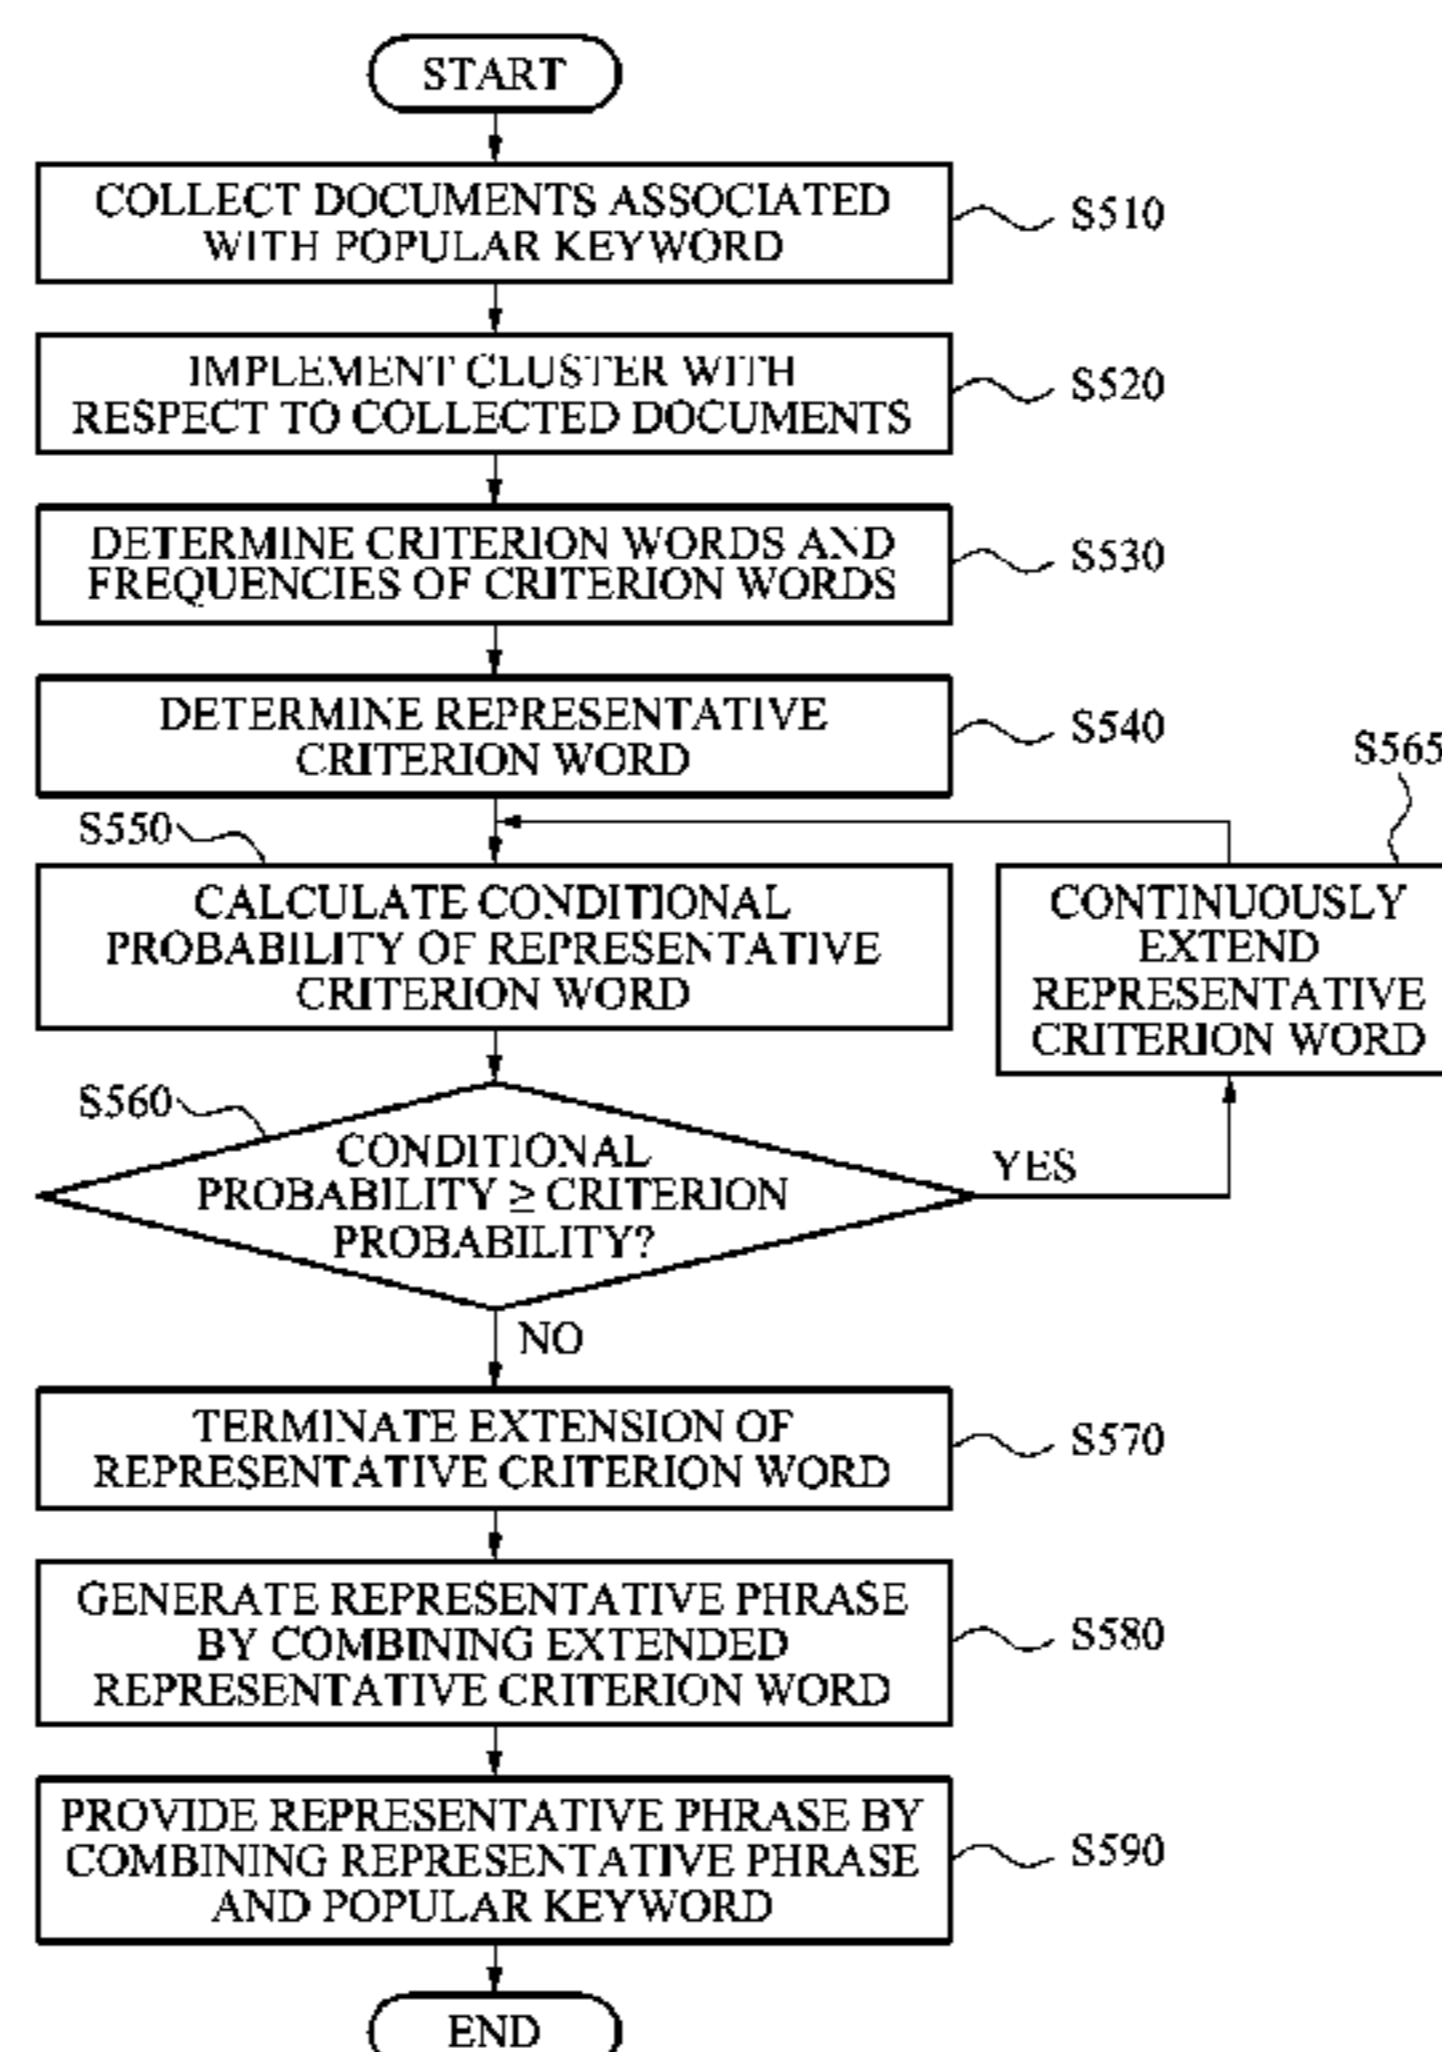 START
COLLECT DOCUMENTS ASSOCIATED
WITH POPULAR KEYWORD
S510
IMPLEMENT CLUSTER WITH
RESPECT TO COLLECTED DOCUMENTS
S520
DETERMINE CRITERION WORDS AND
FREQUENCIES OF CRITERION WORDS
S530
DETERMINE REPRESENTATIVE
CRITERION WORD
S540
S550
CALCULATE CONDITIONAL
PROBABILITY OF REPRESENTATIVE
CRITERION WORD
S565
CONTINUOUSLY
EXTEND
REPRESENTATIVE
CRITERION WORD
S560
CONDITIONAL
PROBABILITY ≥ CRITERION
PROBABILITY?
YES
NO
TERMINATE EXTENSION OF
REPRESENTATIVE CRITERION WORD
S570
GENERATE REPRESENTATIVE PHRASE
BY COMBINING EXTENDED
REPRESENTATIVE CRITERION WORD
S580
PROVIDE REPRESENTATIVE PHRASE BY
COMBINING REPRESENTATIVE PHRASE
AND POPULAR KEYWORD
S590
END